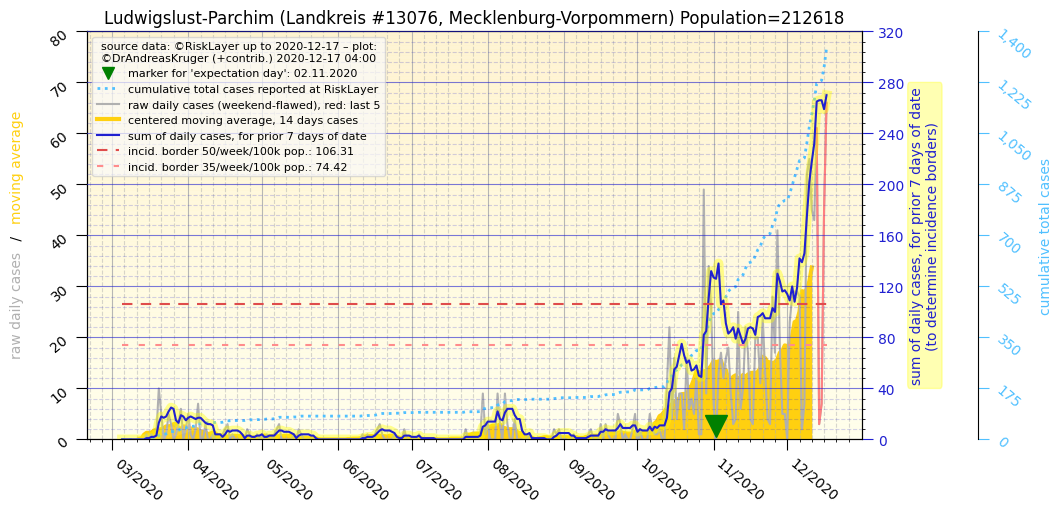 Ludwigslust-Parchim (Landkreis #13076, Mecklenburg-Vorpommern) Population=212618
source data: ©RiskLayer up to 2020-12-17 – plot:
©DrAndreasKruger (+contrib.) 2020-12-17 04:00
marker for 'expectation day': 02.11.2020
cumulative total cases reported at RiskLayer
raw daily cases (weekend-flawed), red: last 5
centered moving average, 14 days cases
sum of daily cases, for prior 7 days of date
incid. border 50/week/100k pop.: 106.31
incid. border 35/week/100k pop.: 74.42
raw daily cases / moving average
80
70
60
50
40
30
20
10
0
03/2020
04/2020
05/2020
06/2020
07/2020
08/2020
09/2020
10/2020
11/2020
12/2020
320
280
240
200
160
120
80
40
0
sum of daily cases, for prior 7 days of date
(to determine incidence borders)
1,400
1,225
1,050
875
700
525
350
175
0
cumulative total cases